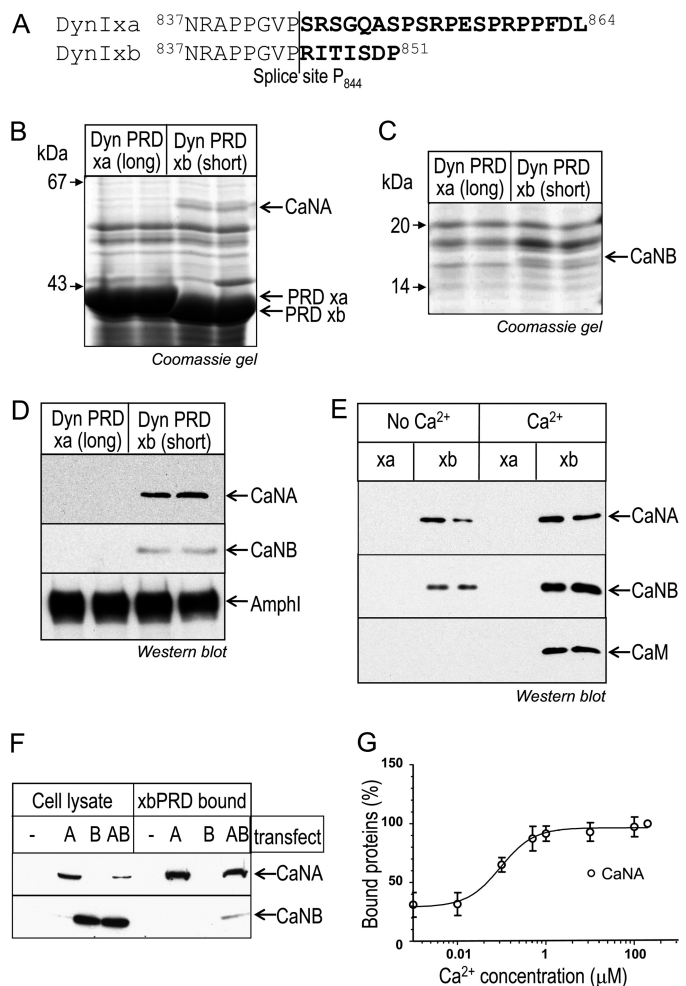 A
DynIxa ⁸³⁷NRAPPGVPSRSGQASPSRPESPRPPFDL⁸⁶⁴
DynIxb ⁸³⁷NRAPPGVPRITISDP⁸⁵¹
Splice site P₈₄₄
B
kDa
Dyn PRD xa (long)
Dyn PRD xb (short)
67
CaNA
43
PRD xa
PRD xb
Coomassie gel
C
kDa
Dyn PRD xa (long)
Dyn PRD xb (short)
20
CaNB
14
Coomassie gel
D
Dyn PRD xa (long)
Dyn PRD xb (short)
CaNA
CaNB
AmphI
Western blot
E
No Ca²⁺ Ca²⁺
xa xb xa xb
CaNA
CaNB
CaM
Western blot
F
Cell lysate xbPRD bound
- A B AB - A B AB transfect
CaNA
CaNB
G
Bound proteins (%)
150
100
50
0
CaNA
0.01 1 100
Ca²⁺ concentration (µM)